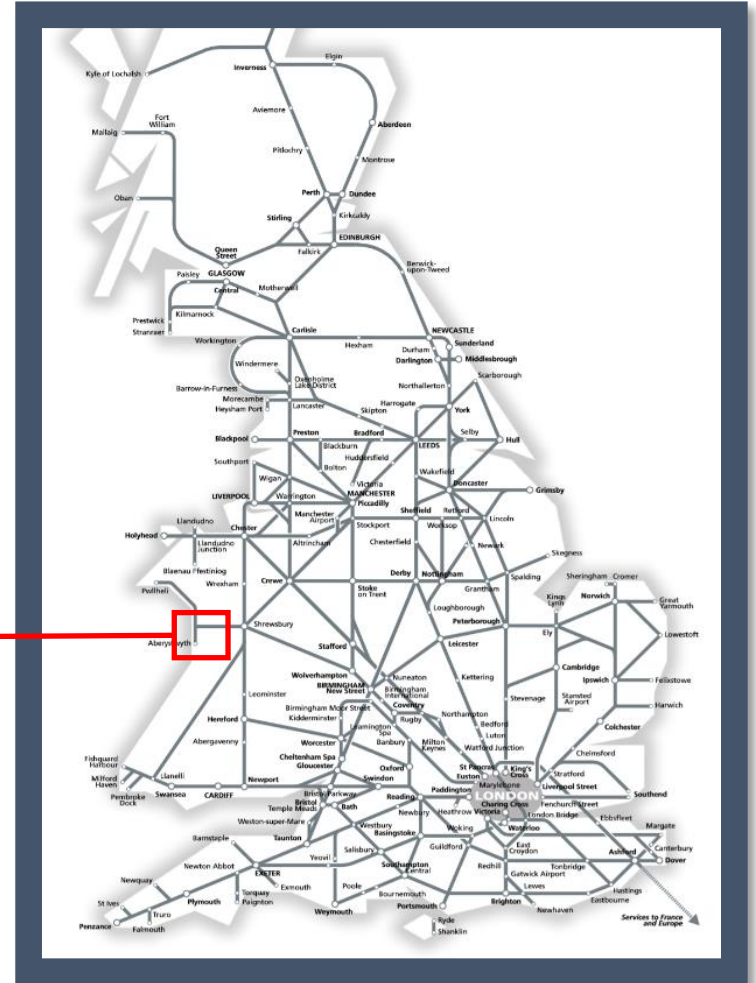 Elgin
Inverness
Kyle of Lochalsh
Aviemore
Fort
William
Aberdeen
Mallaig
Pitlochry
Montrose
Perth
Dundee
Oban
Kirkcaldy
Stirling
EDINBURGH
Falkirk
Queen
Street
Berwick-
upon-Tweed
Paisley
GLASGOW
Central
Motherwell
Kilmarnock
Prestwick
Stranraer
Carlisle
NEWCASTLE
Workington
Hexham
Sunderland
Durham
Darlington
Middlesbrough
Windermere
Oxenholme
Lake District
Scarborough
Barrow-in-Furness
Northallerton
Morecambe
Heysham Port
Lancaster
Harrogate
York
Skipton
Blackpool
Preston
Bradford
LEEDS
Selby
Hull
Blackburn
Huddersfield
Southport
Bolton
Wakefield
Wigan
Victoria
Doncaster
Grimsby
LIVERPOOL
Warrington
MANCHESTER
Piccadilly
Manchester
Airport
Sheffield
Retford
Lincoln
Llandudno
Stockport
Worksop
Chester
Holyhead
Llandudno
Junction
Altrincham
Chesterfield
Newark
Skegness
Blaenau Ffestiniog
Pwllheli
Wrexham
Crewe
Stoke
on Trent
Derby
Nottingham
Grantham
Spalding
Sheringham
Cromer
Kings
Lynn
Norwich
Great
Yarmouth
Loughborough
Shrewsbury
Peterborough
Ely
Lowestoft
Aberystwyth
Stafford
Leicester
Cambridge
Wolverhampton
BIRMINGHAM
New Street
Nuneaton
Birmingham
International
Kettering
Ipswich
Felixstowe
Leominster
Birmingham Moor Street
Kidderminster
Coventry
Rugby
Northampton
Stevenage
Stansted
Airport
Harwich
Hereford
Leamington
Spa
Bedford
Luton
Colchester
Abergavenny
Worcester
Banbury
Milton
Keynes
Watford Junction
Chelmsford
Cheltenham Spa
Gloucester
Oxford
St Pancras
Euston
King's
Cross
Stratford
Fishguard
Harbour
Milford
Haven
Pembroke
Dock
Llanelli
Swansea
CARDIFF
Newport
Swindon
Paddington
Marylebone
Liverpool Street
Southend
LONDON
Bristol Parkway
Bristol
Temple Meads
Bath
Reading
Newbury
Heathrow
Charing Cross
Victoria
Fenchurch Street
London Bridge
Ebbsfleet
Margate
Weston-super-Mare
Westbury
Basingstoke
Woking
Waterloo
Barnstaple
Taunton
Salisbury
Guildford
East
Croydon
Ashford
Canterbury
Dover
Newton Abbot
Yeovil
Southampton
Central
Redhill
Gatwick Airport
Tonbridge
Newquay
EXETER
Exmouth
Poole
Bournemouth
Lewes
Hastings
Eastbourne
St Ives
Plymouth
Torquay
Paignton
Weymouth
Portsmouth
Brighton
Newhaven
Truro
Penzance
Falmouth
Ryde
Shanklin
Services to France
and Europe